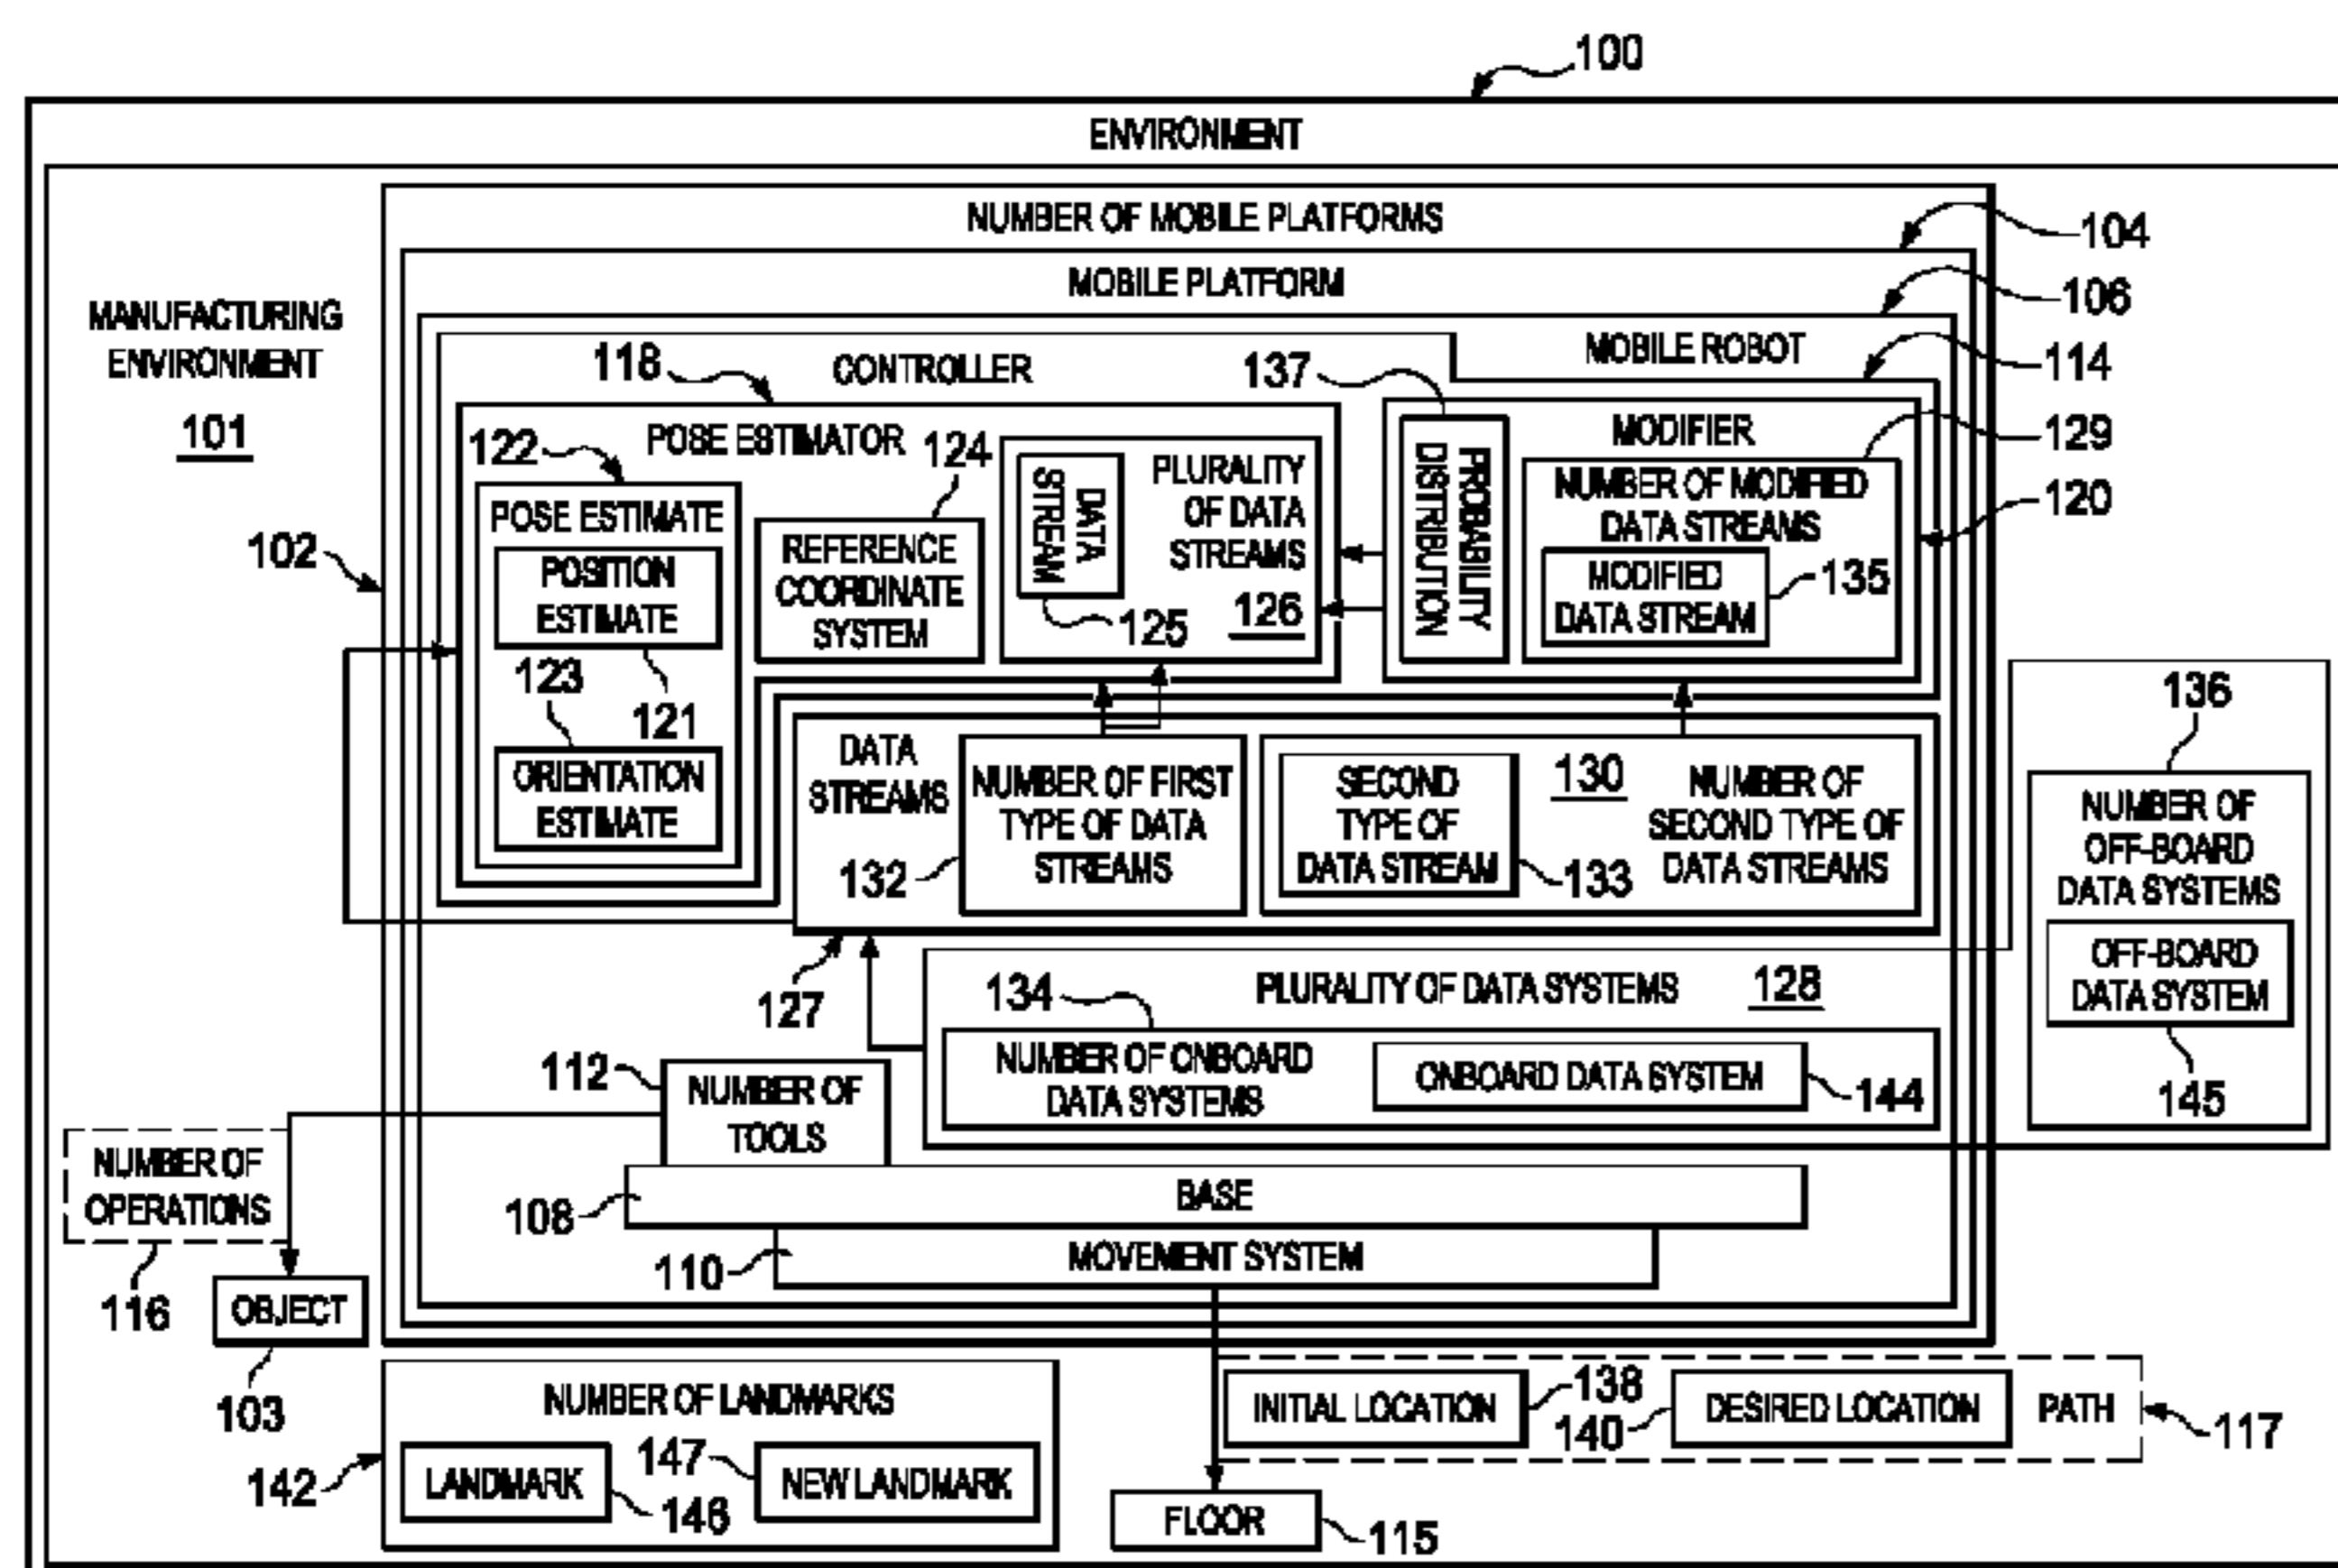 100
ENVIRONMENT
NUMBER OF MOBILE PLATFORMS
104
MOBILE PLATFORM
106
MANUFACTURING
ENVIRONMENT
101
MOBILE ROBOT
114
CONTROLLER
118
137
POSE ESTIMATOR
MODIFIER
129
122
124
PLURALITY
OF DATA
STREAMS
126
DATA
STREAM
125
PROBABILITY
DISTRIBUTION
NUMBER OF MODIFIED
DATA STREAMS
120
MODIFIED
DATA STREAM
135
POSE ESTIMATE
POSITION
ESTIMATE
121
REFERENCE
COORDINATE
SYSTEM
102
123
ORIENTATION
ESTIMATE
DATA
STREAMS
NUMBER OF FIRST
TYPE OF DATA
STREAMS
132
SECOND
TYPE OF
DATA STREAM
133
130
NUMBER OF
SECOND TYPE OF
DATA STREAMS
136
NUMBER OF
OFF-BOARD
DATA SYSTEMS
OFF-BOARD
DATA SYSTEM
145
127
134
PLURALITY OF DATA SYSTEMS
128
NUMBER OF ONBOARD
DATA SYSTEMS
ONBOARD DATA SYSTEM
144
112
NUMBER OF
TOOLS
NUMBER OF
OPERATIONS
116
108
BASE
110
MOVEMENT SYSTEM
OBJECT
103
NUMBER OF LANDMARKS
142
LANDMARK
146
147
NEW LANDMARK
INITIAL LOCATION
138
140
DESIRED LOCATION
PATH
117
FLOOR
115